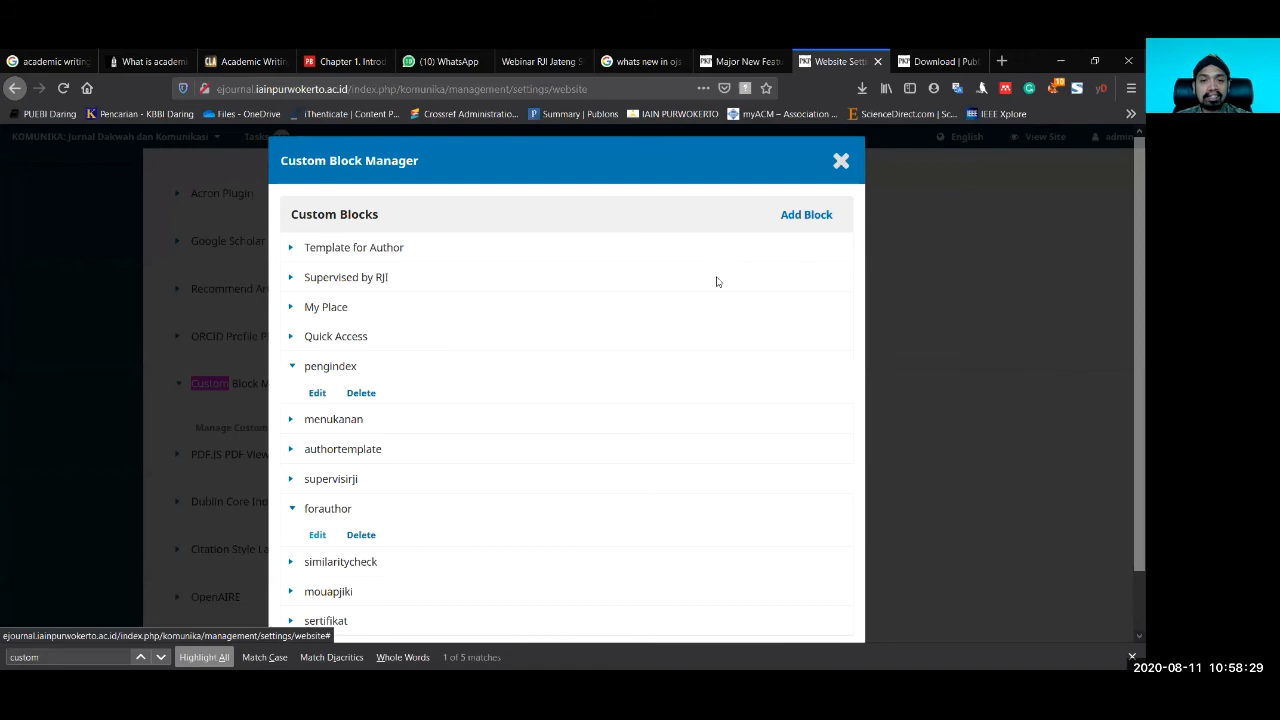 academic writing
What is academi
Academic Writing
Chapter 1. Introd
(10) WhatsApp
Webinar RJI Jateng S
whats new in ojs
Major New Featu
Website Setti
Download | Publ
ejournal.iainpurwokerto.ac.id/index.php/komunika/management/settings/website
PUEBI Daring
Pencarian - KBBI Daring
Files - OneDrive
iThenticate | Content P...
Crossref Administratio...
Summary | Publons
IAIN PURWOKERTO
myACM – Association ...
ScienceDirect.com | Sc...
IEEE Xplore
KOMUNIKA: Jurnal Dakwah dan Komunikasi
Tasks
English
View Site
admin
Custom Block Manager
Acron Plugin
Google Scholar
Recommend Ar
ORCID Profile P
Custom Block M
Manage Custom
PDF.JS PDF View
Dublin Core Ind
Citation Style La
OpenAIRE
Custom Blocks
Add Block
Template for Author
Supervised by RJI
My Place
Quick Access
pengindex
Edit Delete
menukanan
authortemplate
supervisirji
forauthor
Edit Delete
similaritycheck
mouapjiki
sertifikat
ejournal.iainpurwokerto.ac.id/index.php/komunika/management/settings/website#
custom
Highlight All
Match Case
Match Diacritics
Whole Words
1 of 5 matches
2020-08-11 10:58:29